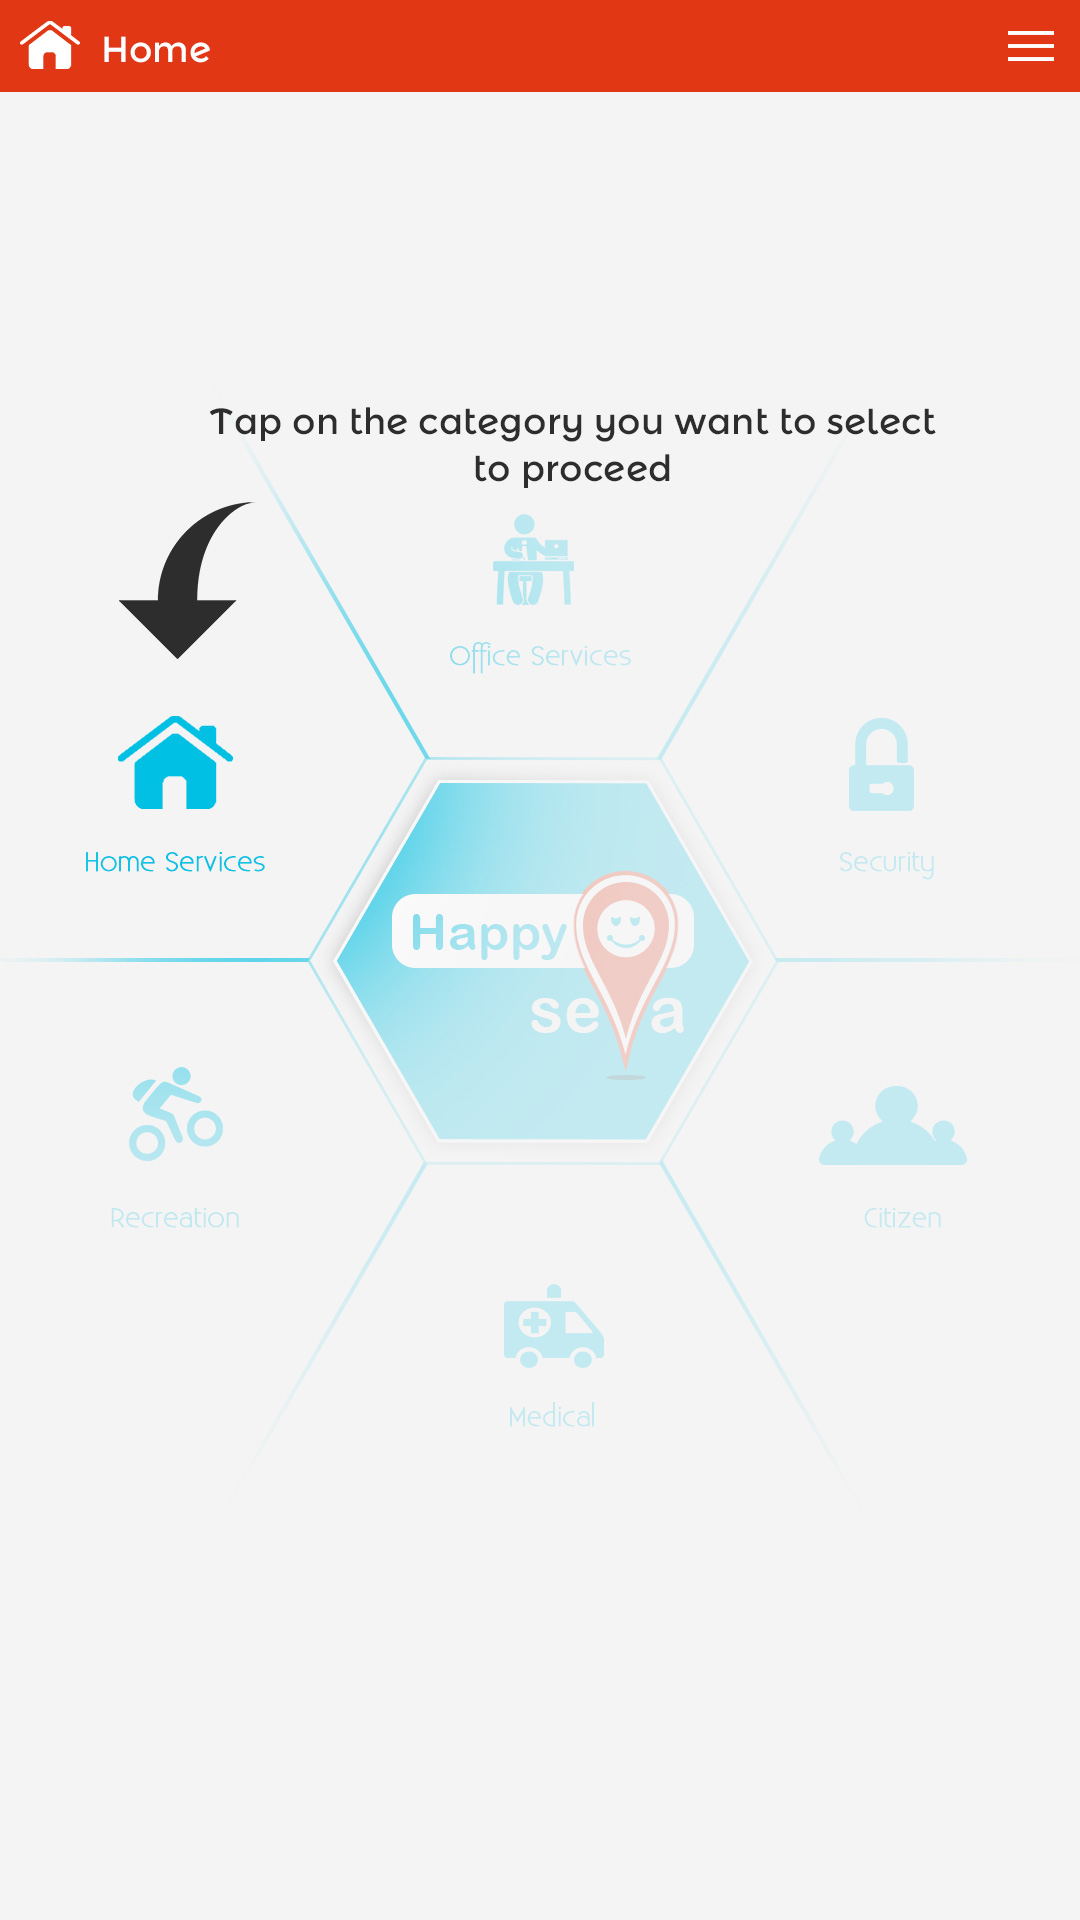 Home
Tap on the category you want to select
to proceed
Office Services
Home Services
Security
Happy
seva
Recreation
Citizen
Medical